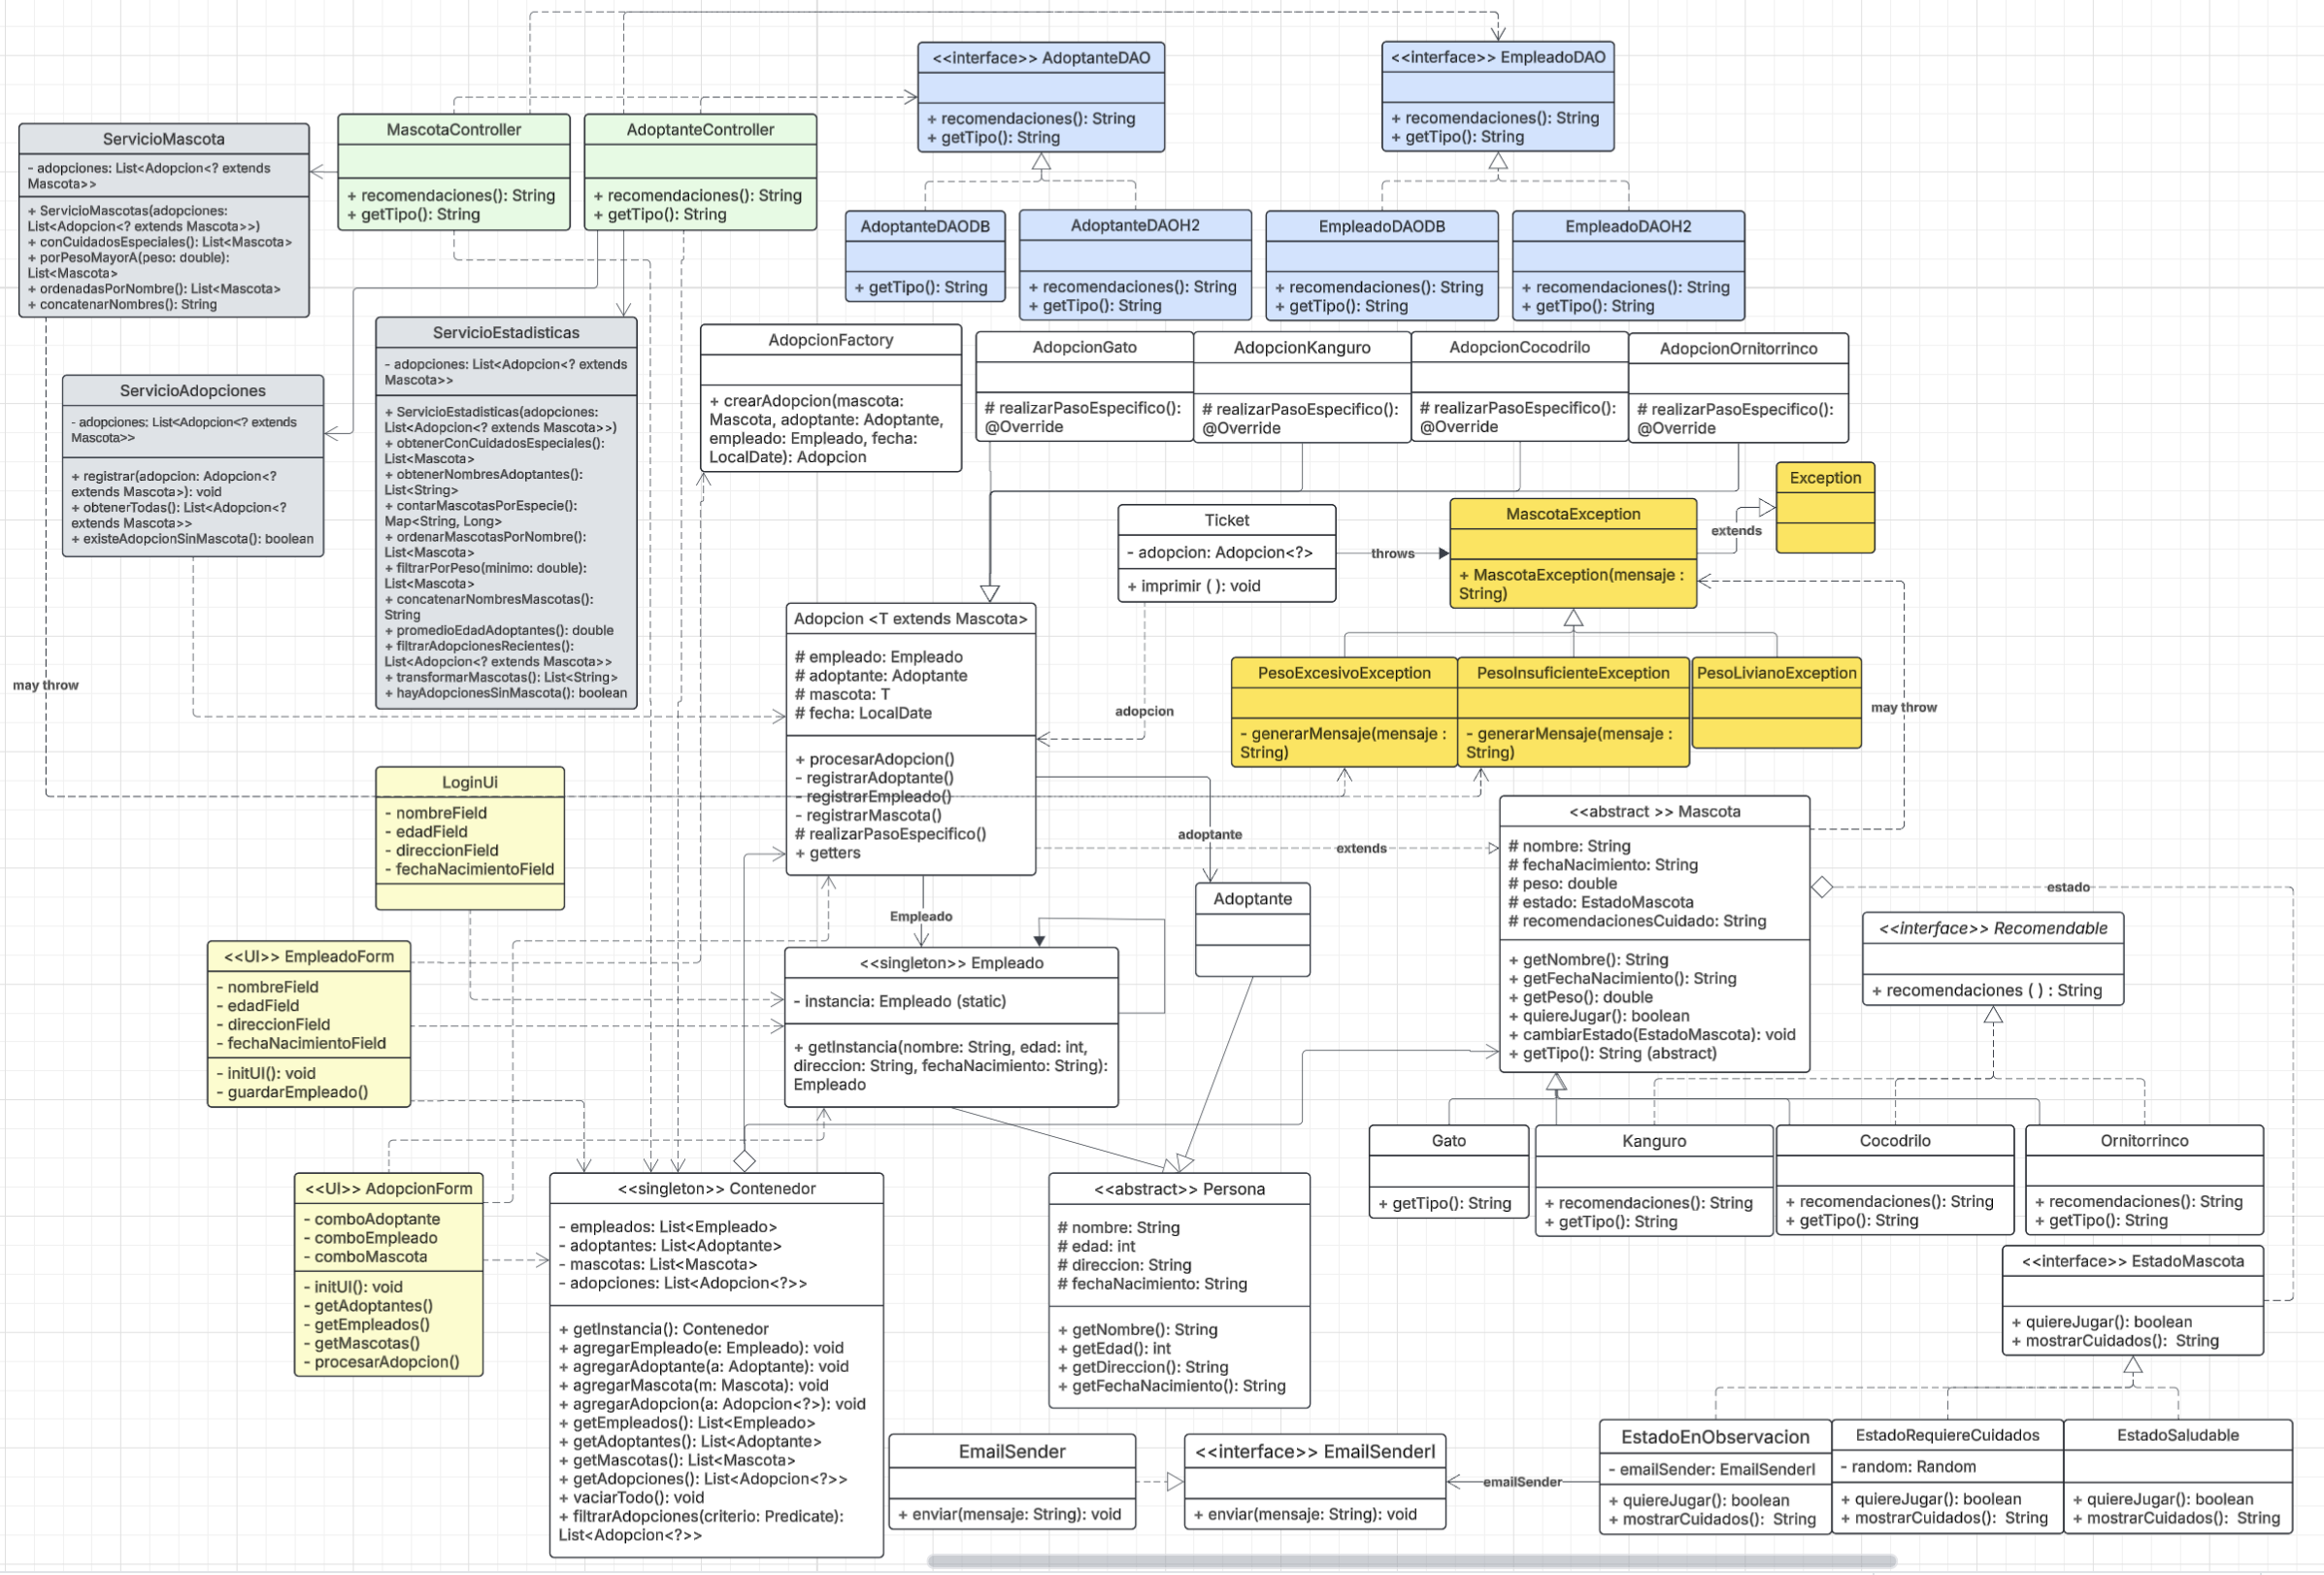 <<interface>> AdoptanteDAO
+ recomendaciones(): String
+ getTipo(): String
<<interface>> EmpleadoDAO
+ recomendaciones(): String
+ getTipo(): String
ServicioMascota
- adopciones: List<Adopcion<? extends
Mascota>>
+ ServicioMascotas(adopciones:
List<Adopcion<? extends Mascota>>)
+ conCuidadosEspeciales(): List<Mascota>
+ porPesoMayorA(peso: double):
List<Mascota>
+ ordenadasPorNombre(): List<Mascota>
+ concatenarNombres(): String
MascotaController
+ recomendaciones(): String
+ getTipo(): String
AdoptanteController
+ recomendaciones(): String
+ getTipo(): String
AdoptanteDAODB
+ getTipo(): String
AdoptanteDAOH2
+ recomendaciones(): String
+ getTipo(): String
EmpleadoDAODB
+ recomendaciones(): String
+ getTipo(): String
EmpleadoDAOH2
+ recomendaciones(): String
+ getTipo(): String
ServicioEstadisticas
- adopciones: List<Adopcion<? extends
Mascota>>
+ ServicioEstadisticas(adopciones:
List<Adopcion<? extends Mascota>>)
+ obtenerConCuidadosEspeciales():
List<Mascota>
+ obtenerNombresAdoptantes():
List<String>
+ contarMascotasPorEspecie():
Map<String, Long>
+ ordenarMascotasPorNombre():
List<Mascota>
+ filtrarPorPeso(minimo: double):
List<Mascota>
+ concatenarNombresMascotas():
String
+ promedioEdadAdoptantes(): double
+ filtrarAdopcionesRecientes():
List<Adopcion<? extends Mascota>>
+ transformarMascotas(): List<String>
+ hayAdopcionesSinMascota(): boolean
ServicioAdopciones
- adopciones: List<Adopcion<? extends
Mascota>>
+ registrar(adopcion: Adopcion<?
extends Mascota>): void
+ obtenerTodas(): List<Adopcion<?
extends Mascota>>
+ existeAdopcionSinMascota(): boolean
AdopcionFactory
+ crearAdopcion(mascota:
Mascota, adoptante: Adoptante,
empleado: Empleado, fecha:
LocalDate): Adopcion
AdopcionGato
# realizarPasoEspecifico():
@Override
AdopcionKanguro
# realizarPasoEspecifico():
@Override
AdopcionCocodrilo
# realizarPasoEspecifico():
@Override
AdopcionOrnitorrinco
# realizarPasoEspecifico():
@Override
Exception
Ticket
- adopcion: Adopcion<?>
+ imprimir ( ): void
throws
MascotaException
+ MascotaException(mensaje :
String)
extends
Adopcion <T extends Mascota>
# empleado: Empleado
# adoptante: Adoptante
# mascota: T
# fecha: LocalDate
+ procesarAdopcion()
- registrarAdoptante()
- registrarEmpleado()
- registrarMascota()
# realizarPasoEspecifico()
+ getters
may throw
adopcion
PesoExcesivoException
- generarMensaje(mensaje :
String)
PesoInsuficienteException
- generarMensaje(mensaje :
String)
PesoLivianoException
may throw
LoginUi
- nombreField
- edadField
- direccionField
- fechaNacimientoField
adoptante
extends
<<abstract >> Mascota
# nombre: String
# fechaNacimiento: String
# peso: double
# estado: EstadoMascota
# recomendacionesCuidado: String
+ getNombre(): String
+ getFechaNacimiento(): String
+ getPeso(): double
+ quiereJugar(): boolean
+ cambiarEstado(EstadoMascota): void
+ getTipo(): String (abstract)
estado
Empleado
Adoptante
<<interface>> Recomendable
+ recomendaciones ( ) : String
<<UI>> EmpleadoForm
- nombreField
- edadField
- direccionField
- fechaNacimientoField
- initUI(): void
- guardarEmpleado()
<<singleton>> Empleado
- instancia: Empleado (static)
+ getInstancia(nombre: String, edad: int,
direccion: String, fechaNacimiento: String):
Empleado
Gato
+ getTipo(): String
Kanguro
+ recomendaciones(): String
+ getTipo(): String
Cocodrilo
+ recomendaciones(): String
+ getTipo(): String
Ornitorrinco
+ recomendaciones(): String
+ getTipo(): String
<<UI>> AdopcionForm
- comboAdoptante
- comboEmpleado
- comboMascota
- initUI(): void
- getAdoptantes()
- getEmpleados()
- getMascotas()
- procesarAdopcion()
<<singleton>> Contenedor
- empleados: List<Empleado>
- adoptantes: List<Adoptante>
- mascotas: List<Mascota>
- adopciones: List<Adopcion<?>>
+ getInstancia(): Contenedor
+ agregarEmpleado(e: Empleado): void
+ agregarAdoptante(a: Adoptante): void
+ agregarMascota(m: Mascota): void
+ agregarAdopcion(a: Adopcion<?>): void
+ getEmpleados(): List<Empleado>
+ getAdoptantes(): List<Adoptante>
+ getMascotas(): List<Mascota>
+ getAdopciones(): List<Adopcion<?>>
+ vaciarTodo(): void
+ filtrarAdopciones(criterio: Predicate):
List<Adopcion<?>>
<<abstract>> Persona
# nombre: String
# edad: int
# direccion: String
# fechaNacimiento: String
+ getNombre(): String
+ getEdad(): int
+ getDireccion(): String
+ getFechaNacimiento(): String
<<interface>> EstadoMascota
+ quiereJugar(): boolean
+ mostrarCuidados(): String
EmailSender
+ enviar(mensaje: String): void
<<interface>> EmailSenderI
+ enviar(mensaje: String): void
emailSender
EstadoEnObservacion
- emailSender: EmailSenderI
+ quiereJugar(): boolean
+ mostrarCuidados(): String
EstadoRequiereCuidados
- random: Random
+ quiereJugar(): boolean
+ mostrarCuidados(): String
EstadoSaludable
+ quiereJugar(): boolean
+ mostrarCuidados(): String